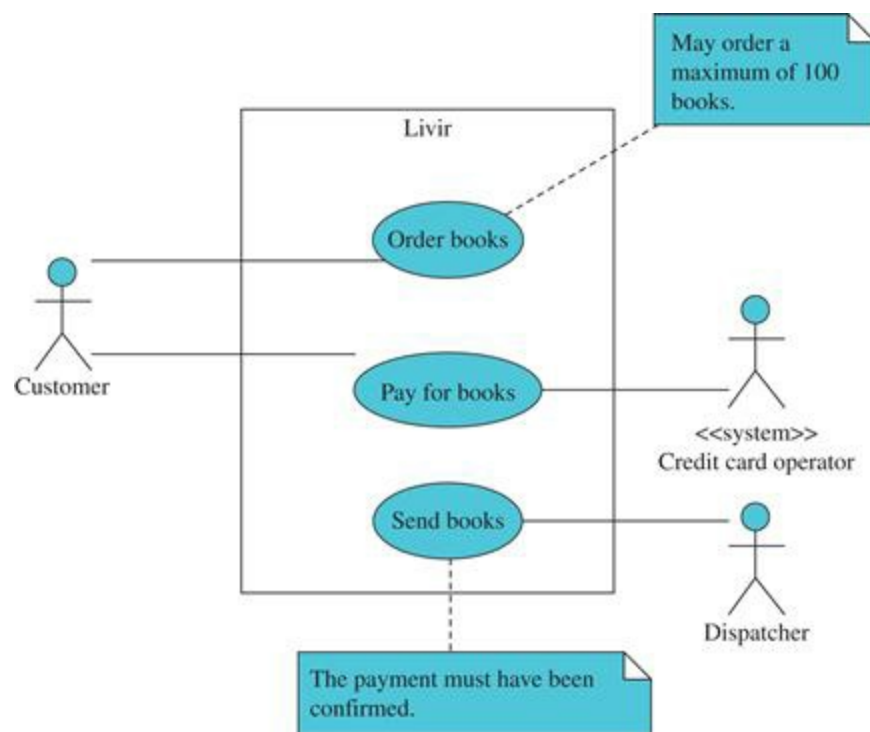 May order a
maximum of 100
books.
Livir
Order books
Customer
Pay for books
<<system>>
Credit card operator
Send books
Dispatcher
The payment must have been
confirmed.